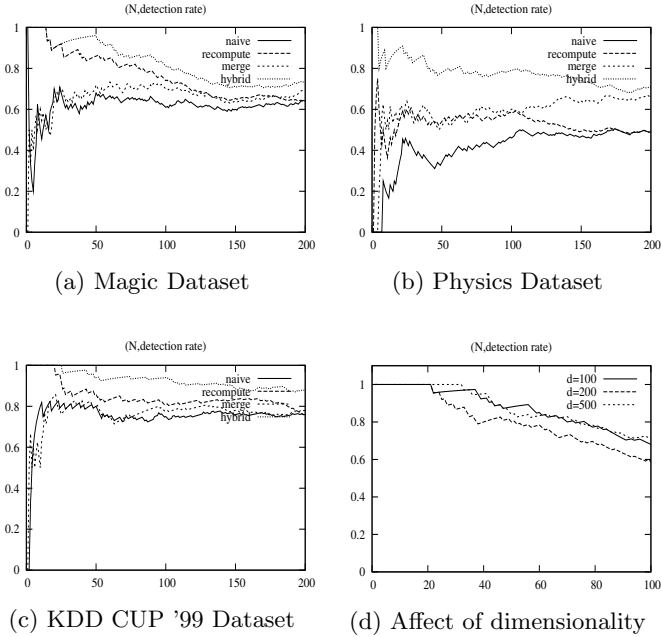 (N,detection rate)
1
0.8
0.6
0.4
0.2
0
0 50 100 150 200
naive
recompute
merge
hybrid
(a) Magic Dataset
(N,detection rate)
1
0.8
0.6
0.4
0.2
0
0 50 100 150 200
naive
recompute
merge
hybrid
(b) Physics Dataset
(N,detection rate)
1
0.8
0.6
0.4
0.2
0
0 50 100 150 200
naive
recompute
merge
hybrid
(c) KDD CUP '99 Dataset
(N,detection rate)
1
0.8
0.6
0.4
0.2
0
0 20 40 60 80 100
d=100
d=200
d=500
(d) Affect of dimensionality